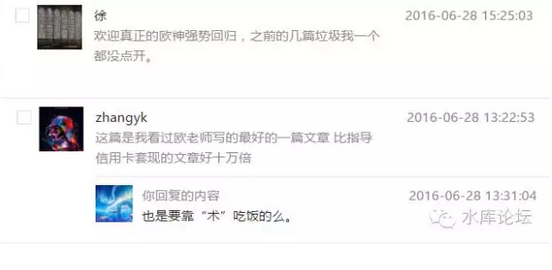 徐 2016-06-28 15:25:03
欢迎真正的欧神强势回归，之前的几篇垃圾我一个
都没点开。
zhangyk 2016-06-28 13:22:53
这篇是我看过欧老师写的最好的一篇文章 比指导
信用卡套现的文章好十万倍
你回复的内容 2016-06-28 13:31:04
也是要靠“术”吃饭的么。
水库论坛